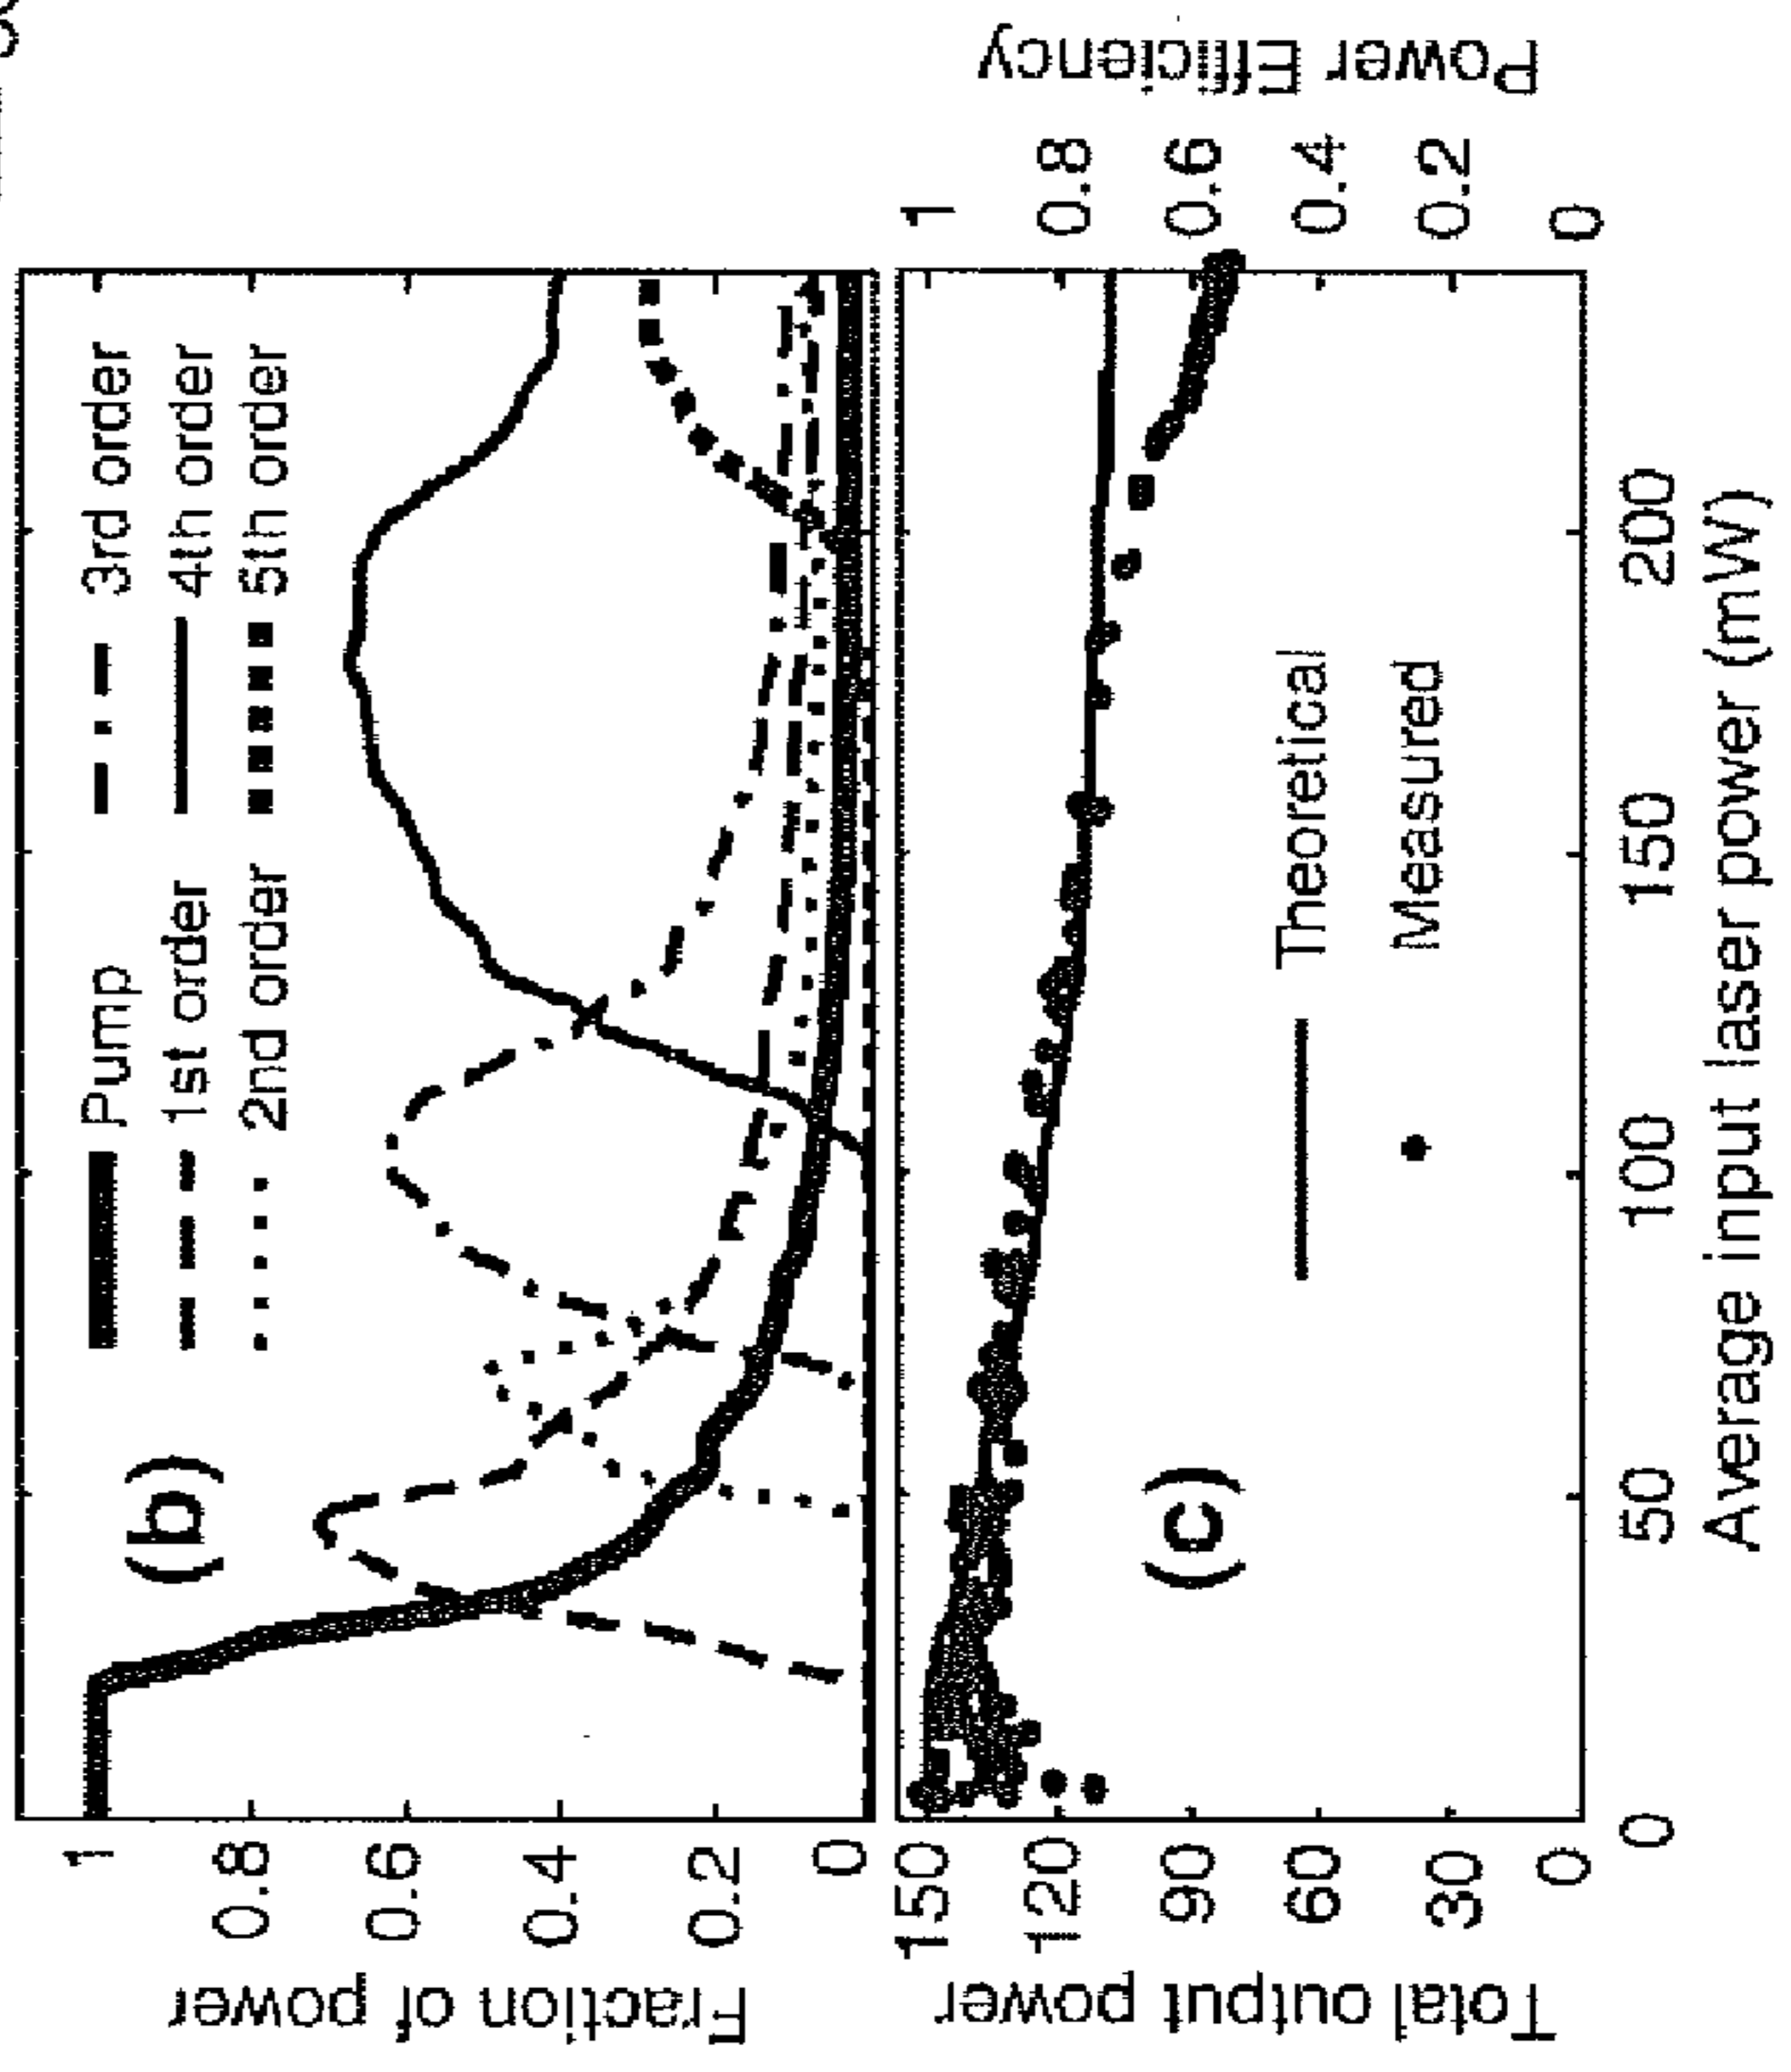 (b)
Pump
1st order
2nd order
3rd order
4th order
5th order
Fraction of power
1
0.8
0.6
0.4
0.2
0
(c)
Theoretical
Measured
Total output power
150
120
90
60
30
0
Power Efficiency
1
0.8
0.6
0.4
0.2
0
0
50
100
150
200
Average input laser power (mW)